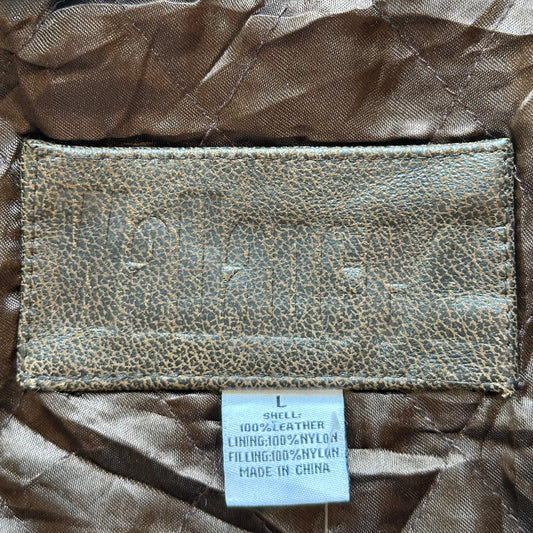 L
SHELL:
100%LEATHER
LINING:100%NYLON
FILLING:100%NYLON
MADE IN CHINA